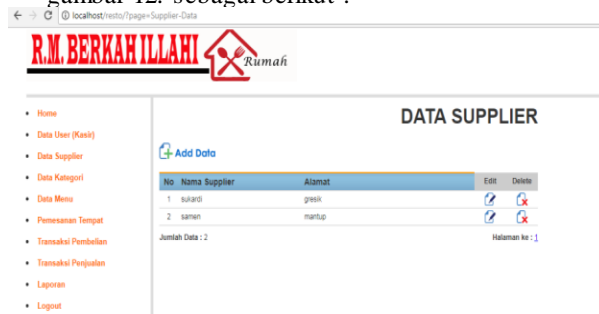 gambar 12. sebagai berikut :
localhost/resto/?page=Supplier-Data
R.M. BERKAH ILLAHI
Rumah
Home
Data User (Kasir)
Data Supplier
Data Kategori
Data Menu
Pemesanan Tempat
Transaksi Pembelian
Transaksi Penjualan
Laporan
Logout
DATA SUPPLIER
Add Data
No Nama Supplier Alamat Edit Delete
1 sukardi gresik
2 samen mantup
Jumlah Data : 2 Halaman ke : 1